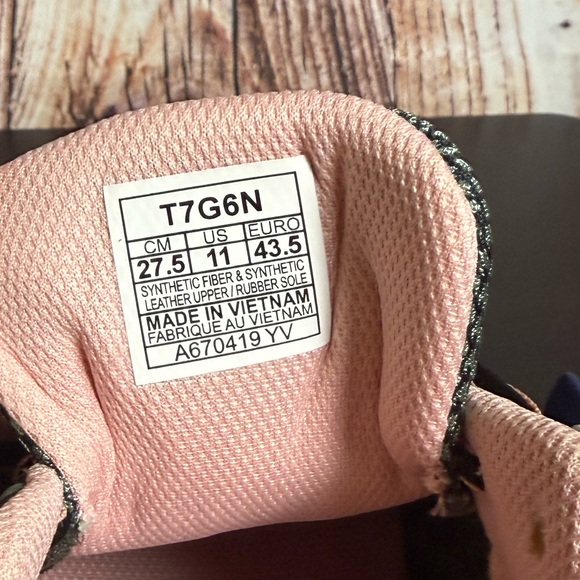 T7G6N
CM US EURO
27.5 11 43.5
SYNTHETIC FIBER & SYNTHETIC
LEATHER UPPER / RUBBER SOLE
MADE IN VIETNAM
FABRIQUE AU VIETNAM
A670419 YV